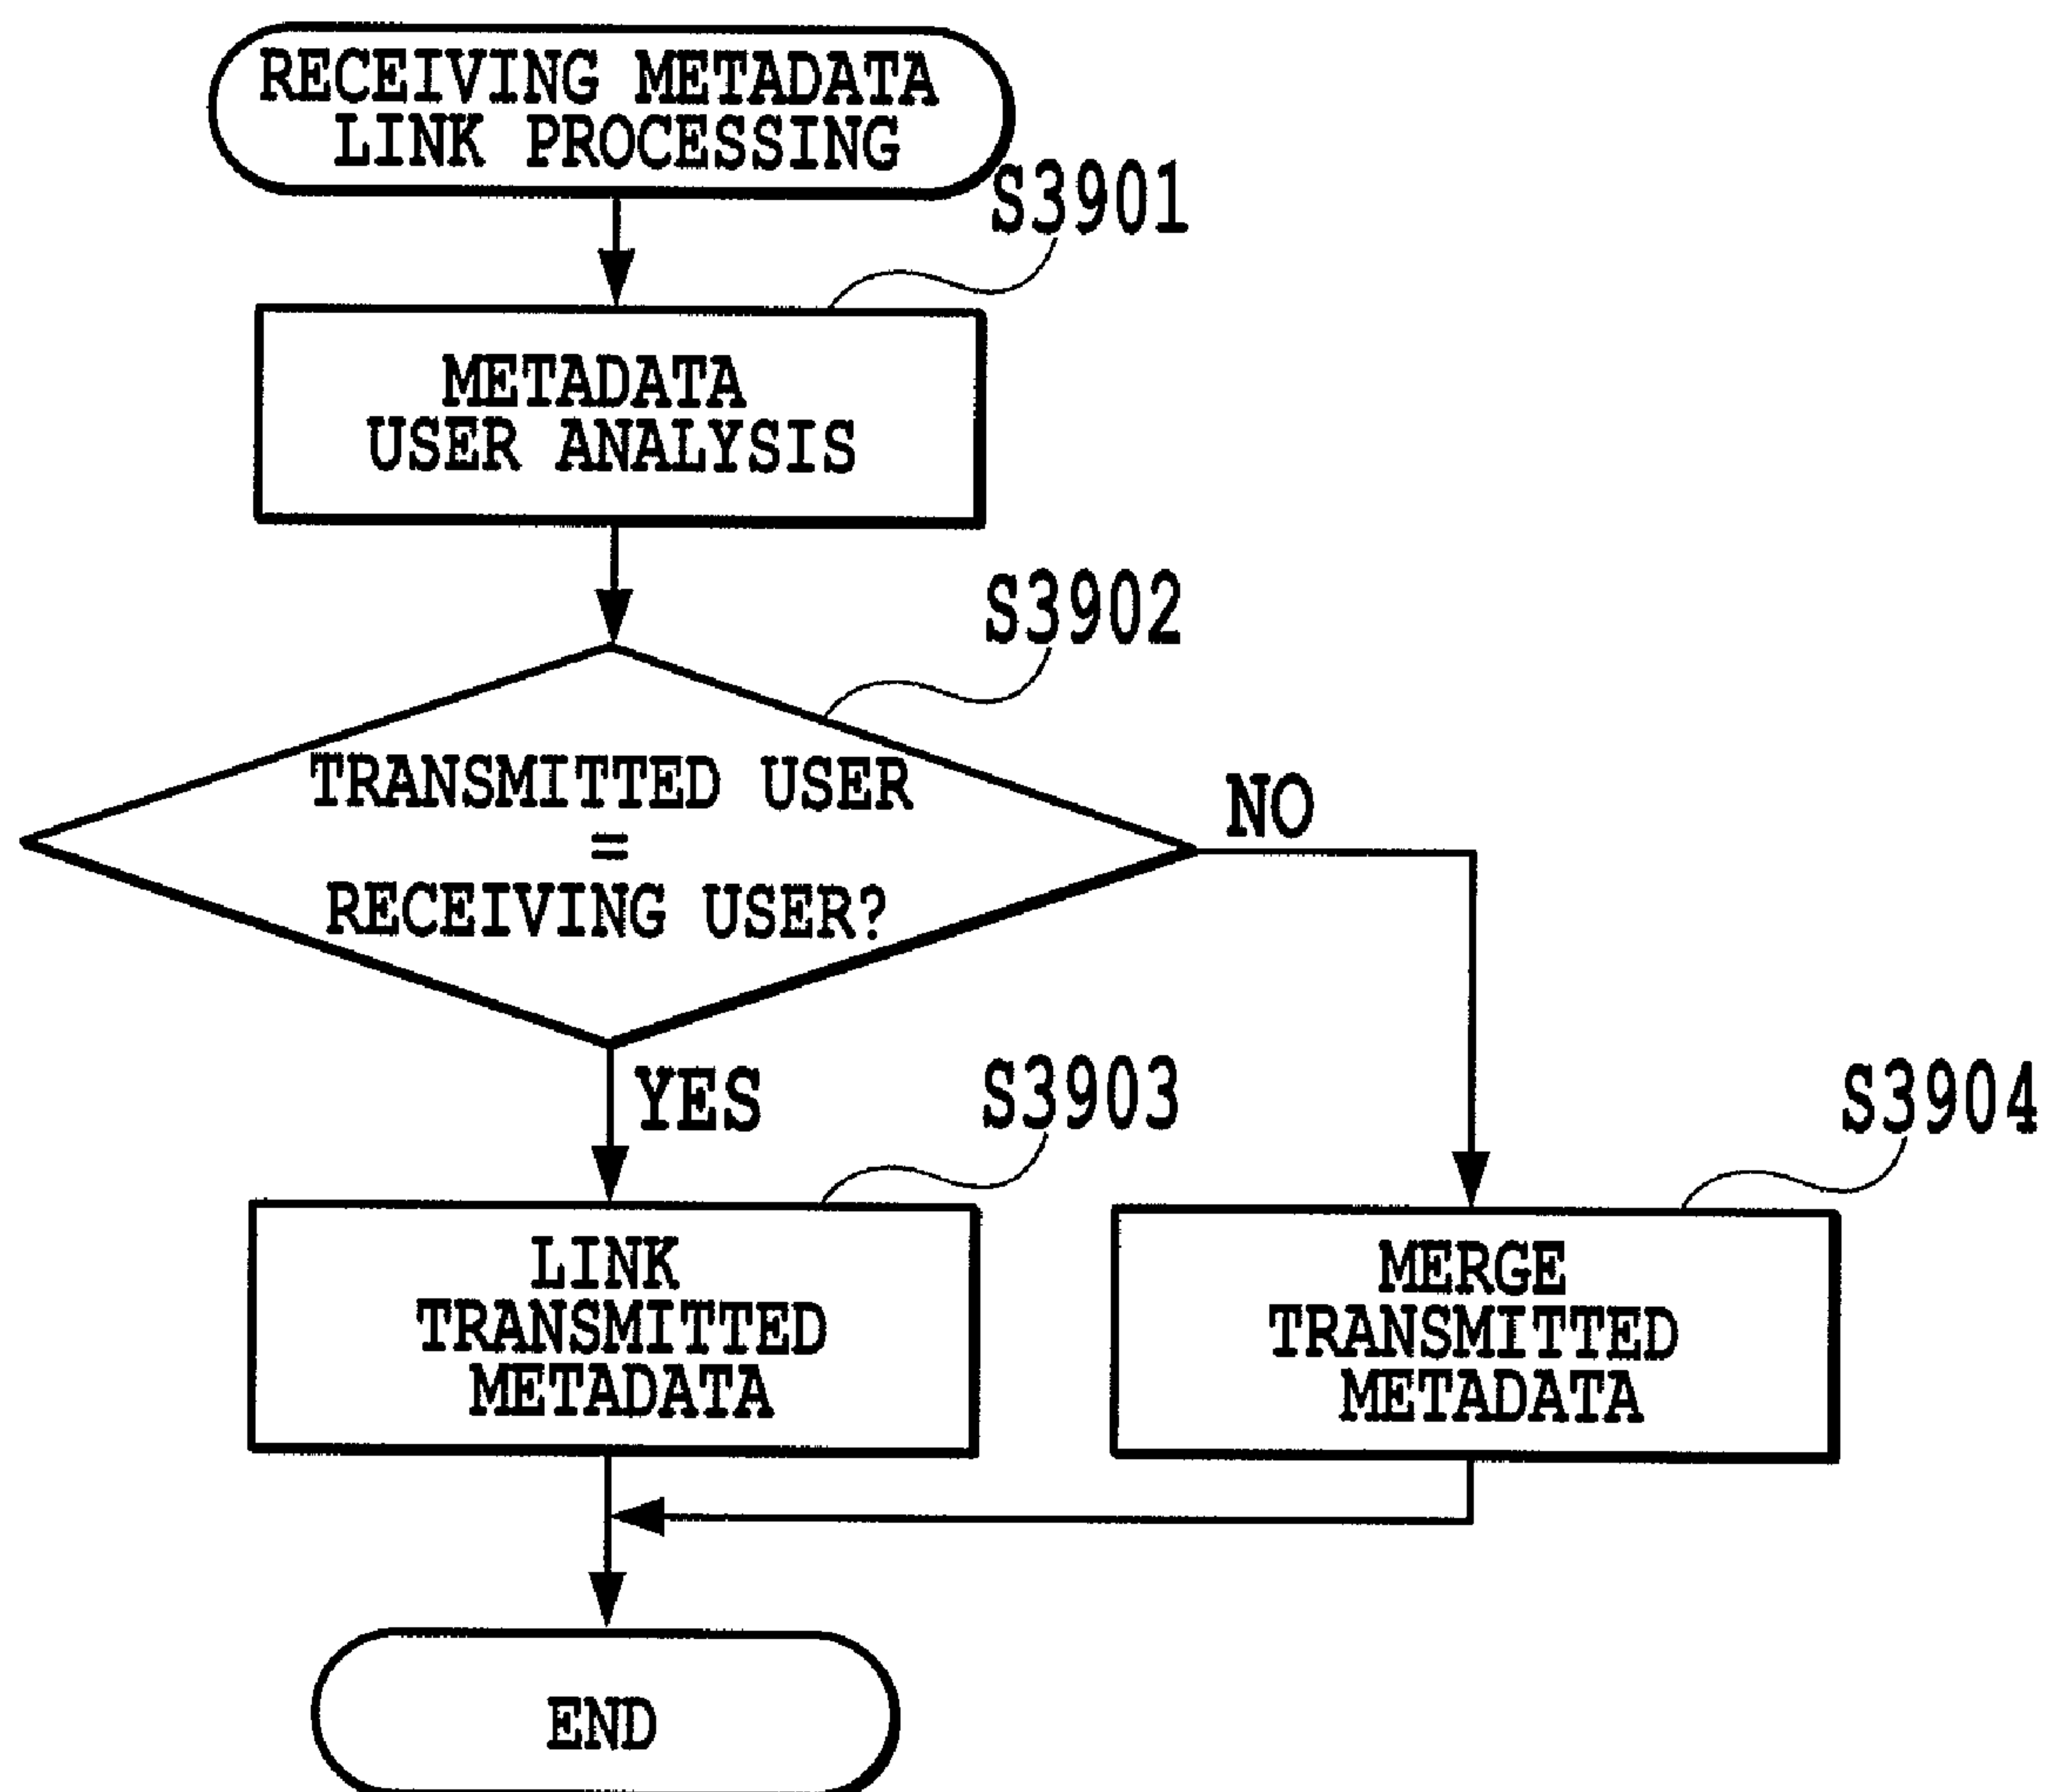 RECEIVING METADATA
LINK PROCESSING
S3901
METADATA
USER ANALYSIS
S3902
TRANSMITTED USER
=
RECEIVING USER?
NO
YES
S3903
S3904
LINK
TRANSMITTED
METADATA
MERGE
TRANSMITTED
METADATA
END